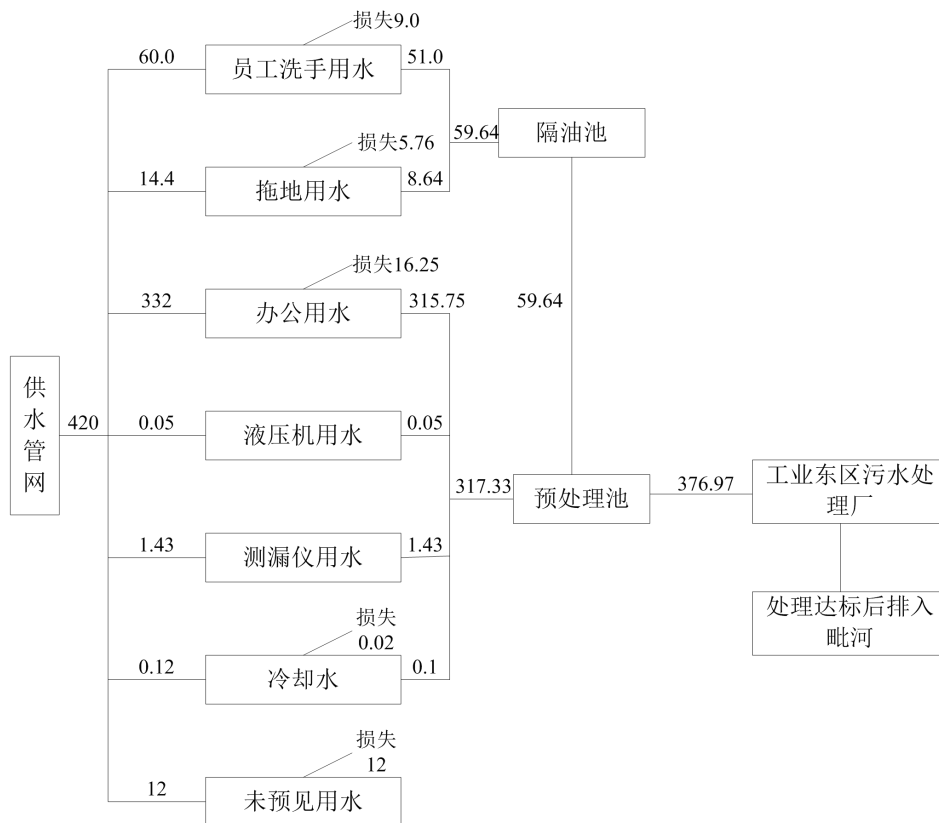 损失9.0
60.0
员工洗手用水
51.0
损失5.76
14.4
拖地用水
8.64
59.64
隔油池
损失16.25
332
办公用水
315.75
59.64
供
水
管
网
420
0.05
液压机用水
0.05
1.43
测漏仪用水
1.43
317.33
预处理池
376.97
工业东区污水处
理厂
处理达标后排入
毗河
损失
0.02
0.12
冷却水
0.1
损失
12
12
未预见用水